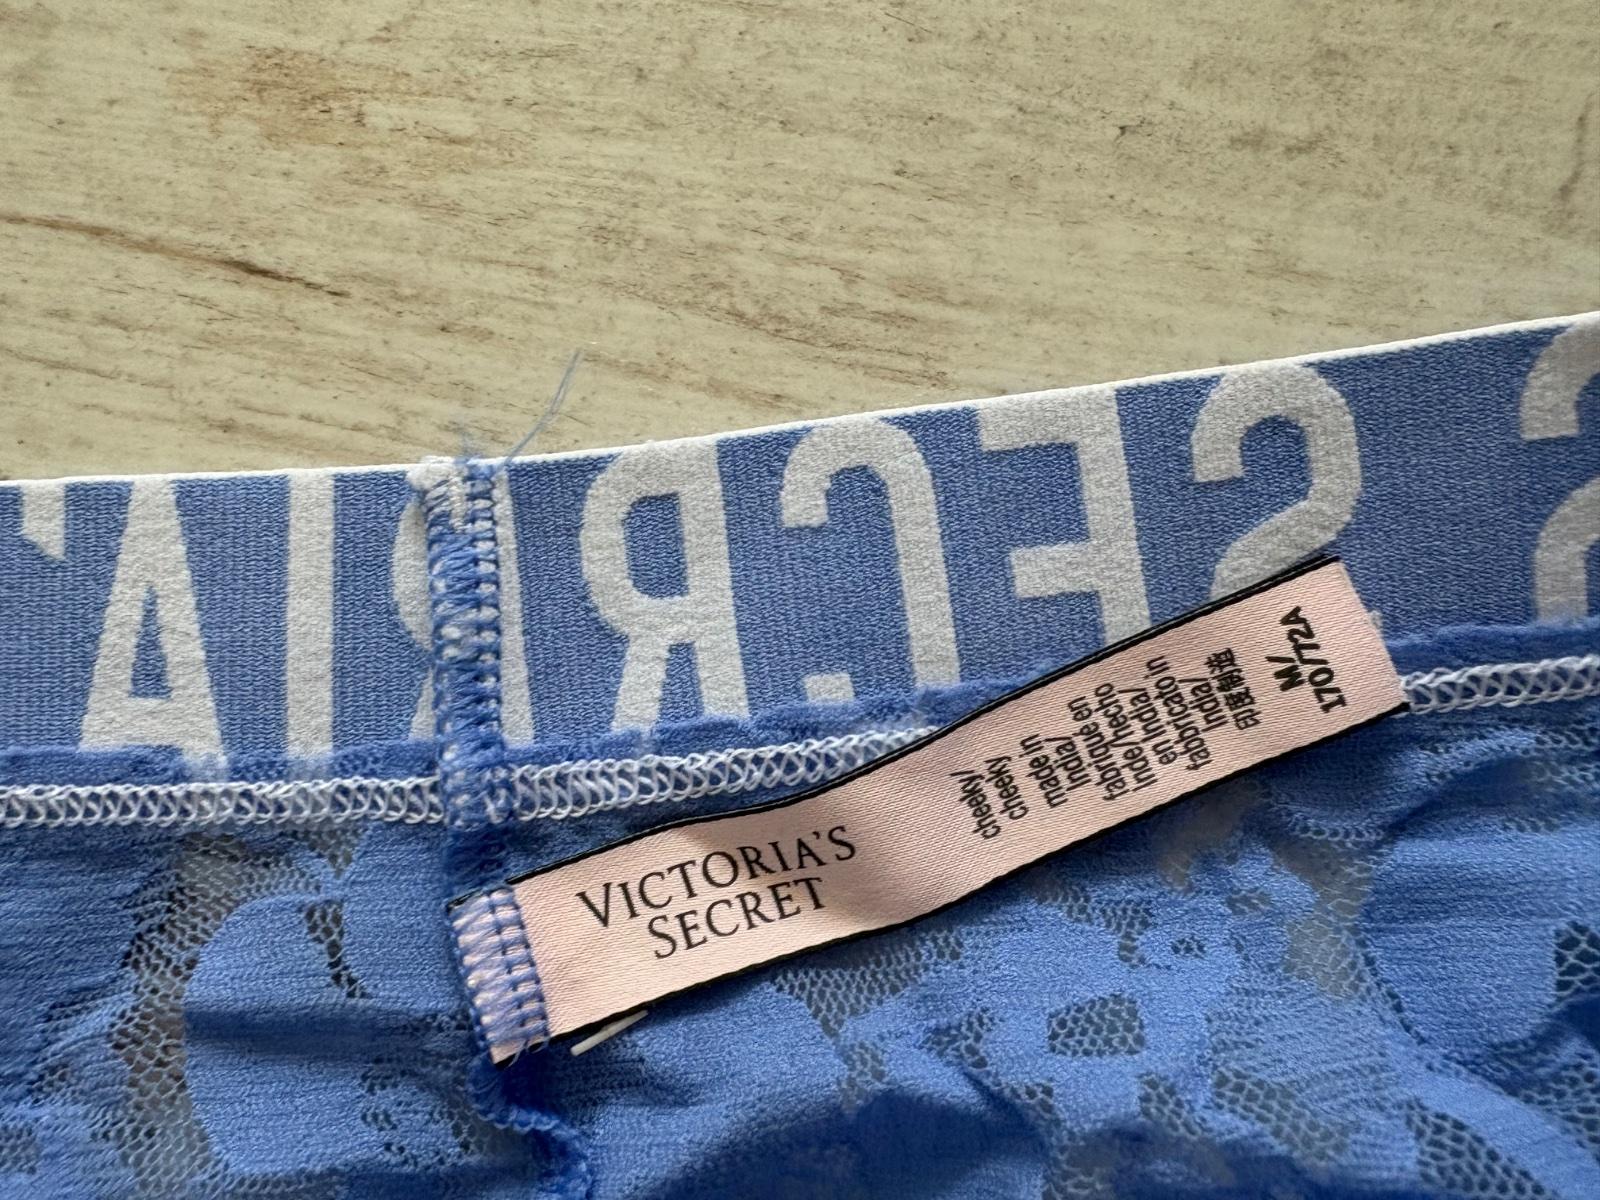 VICTORIA'S
SECRET
cheeky/
cheeky
made in
India/
fabriqué en
Inde/hecho
en India/
fabricato in
India/
印度制造
M/
170/72A